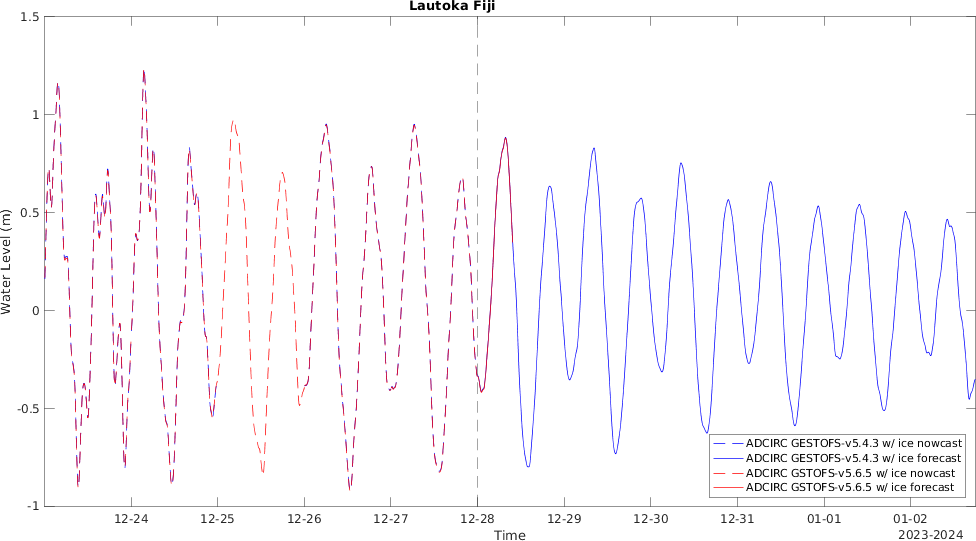 Lautoka Fiji
1.5
1
0.5
0
-0.5
-1
Water Level (m)
12-24
12-25
12-26
12-27
12-28
12-29
12-30
12-31
01-01
01-02
Time
2023-2024
ADCIRC GESTOFS-v5.4.3 w/ ice nowcast
ADCIRC GESTOFS-v5.4.3 w/ ice forecast
ADCIRC GSTOFS-v5.6.5 w/ ice nowcast
ADCIRC GSTOFS-v5.6.5 w/ ice forecast